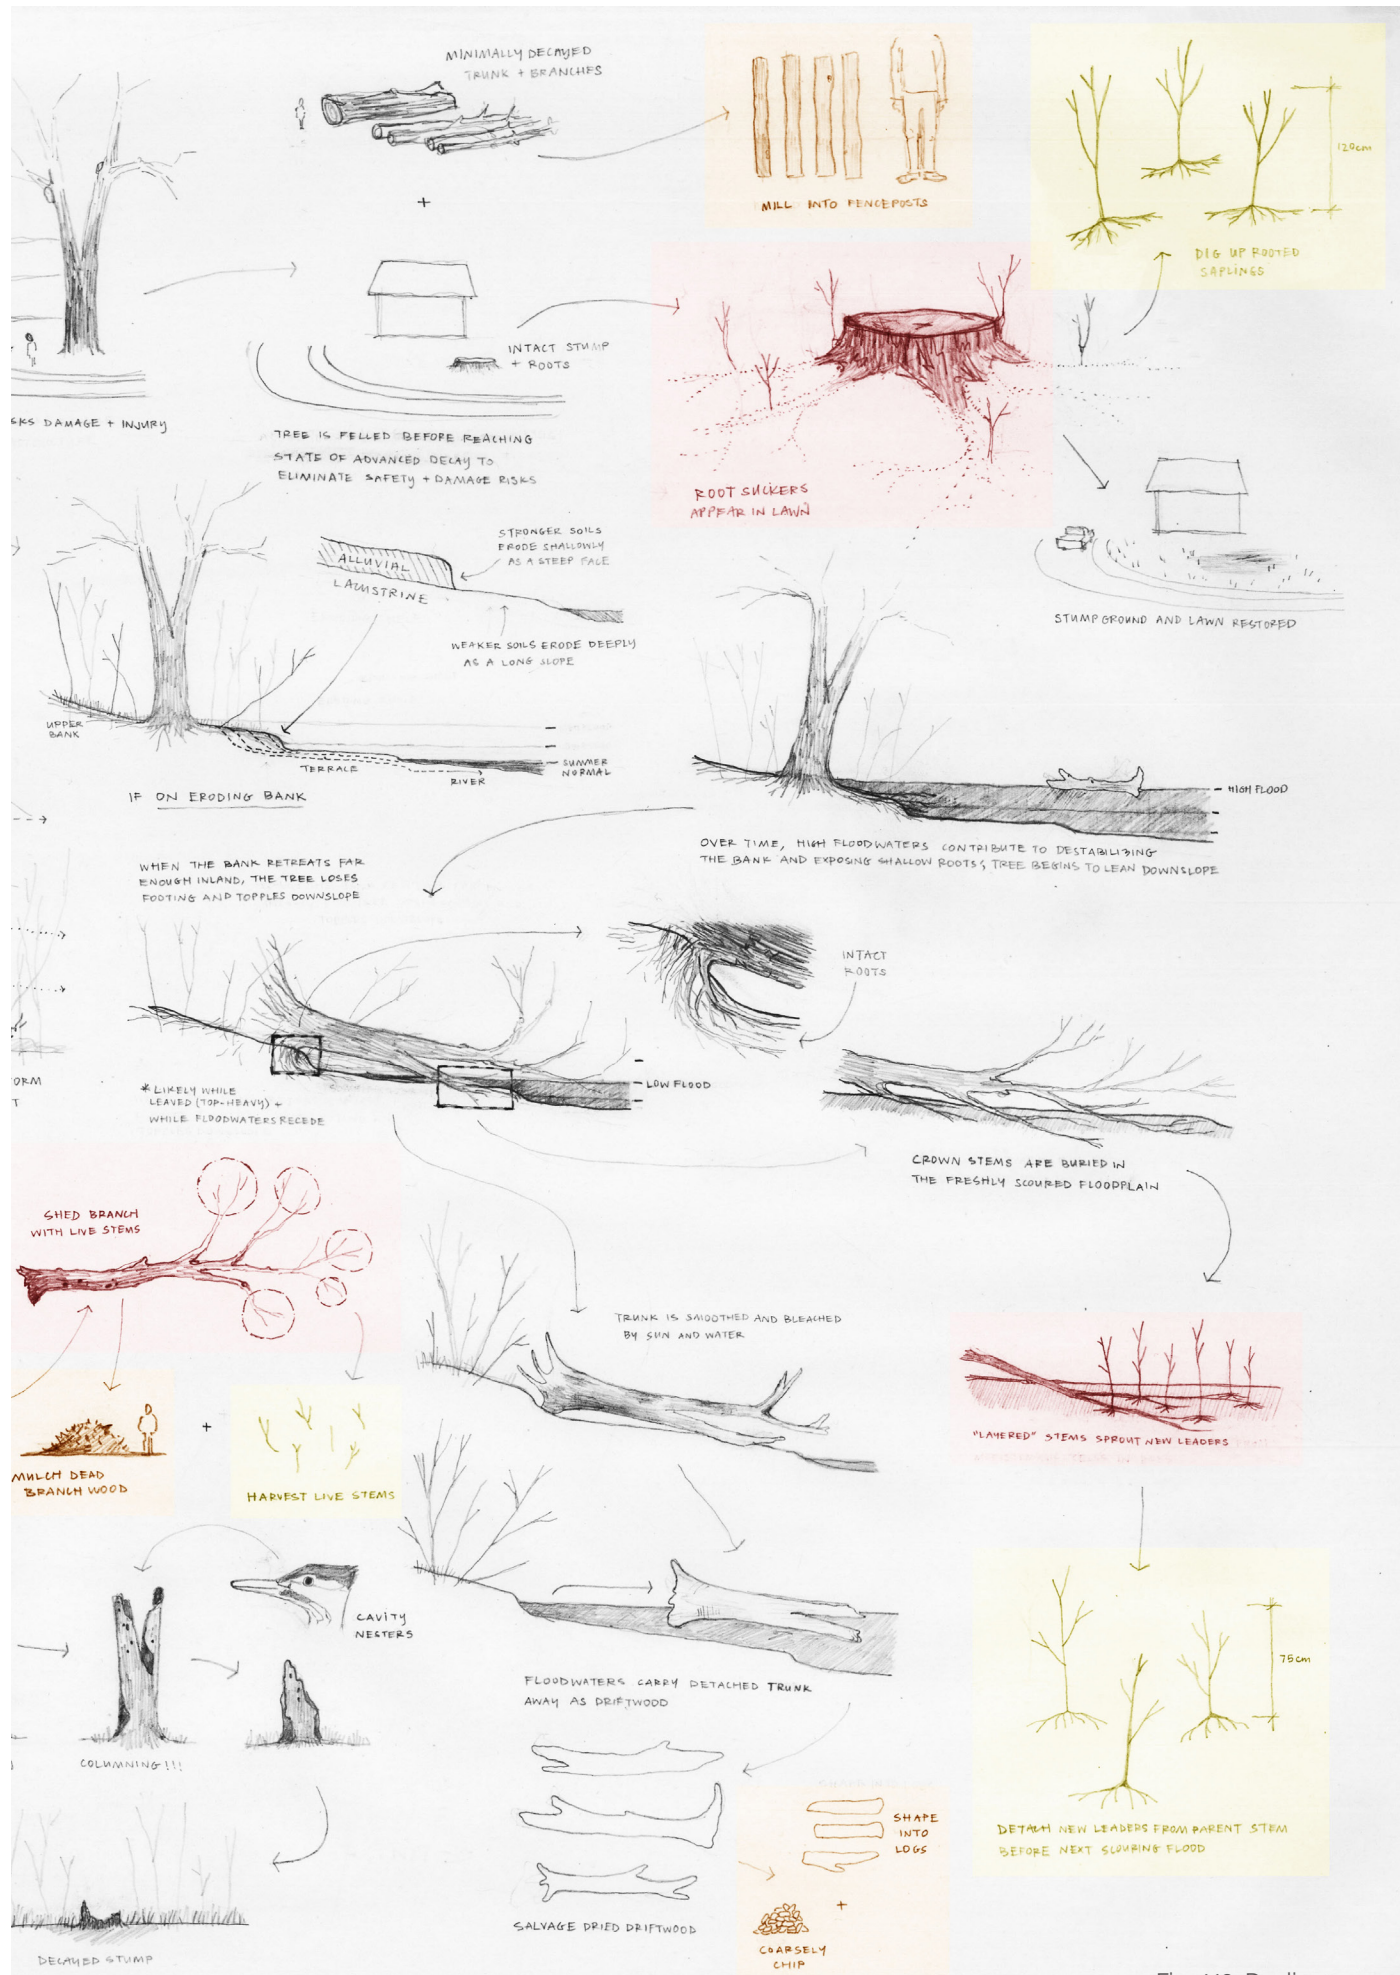 MINIMALLY DECAYED
TRUNK + BRANCHES
+
MILL INTO FENCEPOSTS
120cm
DIG UP ROOTED
SAPLINGS
INTACT STUMP
+ ROOTS
SKS DAMAGE + INJURY
TREE IS FELLED BEFORE REACHING
STATE OF ADVANCED DECAY TO
ELIMINATE SAFETY + DAMAGE RISKS
ROOT SUCKERS
APPEAR IN LAWN
STUMP GROUND AND LAWN RESTORED
STRONGER SOILS
ERODE SHALLOWLY
AS A STEEP FACE
ALLUVIAL
LACUSTRINE
WEAKER SOILS ERODE DEEPLY
AS A LONG SLOPE
UPPER
BANK
TERRACE
RIVER
SUMMER
NORMAL
IF ON ERODING BANK
HIGH FLOOD
OVER TIME, HIGH FLOODWATERS CONTRIBUTE TO DESTABILIZING
THE BANK AND EXPOSING SHALLOW ROOTS; TREE BEGINS TO LEAN DOWNSLOPE
WHEN THE BANK RETREATS FAR
ENOUGH INLAND, THE TREE LOSES
FOOTING AND TOPPLES DOWNSLOPE
INTACT
ROOTS
LOW FLOOD
ORM
T
* LIKELY WHILE
LEAVED (TOP-HEAVY) +
WHILE FLOODWATERS RECEDE
CROWN STEMS ARE BURIED IN
THE FRESHLY SCOURED FLOODPLAIN
SHED BRANCH
WITH LIVE STEMS
TRUNK IS SMOOTHED AND BLEACHED
BY SUN AND WATER
"LAYERED" STEMS SPROUT NEW LEADERS
MULCH DEAD
BRANCH WOOD
+
HARVEST LIVE STEMS
CAVITY
NESTERS
COLUMNING!!!
FLOODWATERS CARRY DETACHED TRUNK
AWAY AS DRIFTWOOD
75cm
DETACH NEW LEADERS FROM PARENT STEM
BEFORE NEXT SCOURING FLOOD
SHAPE
INTO
LOGS
+
COARSELY
CHIP
SALVAGE DRIED DRIFTWOOD
DECAYED STUMP